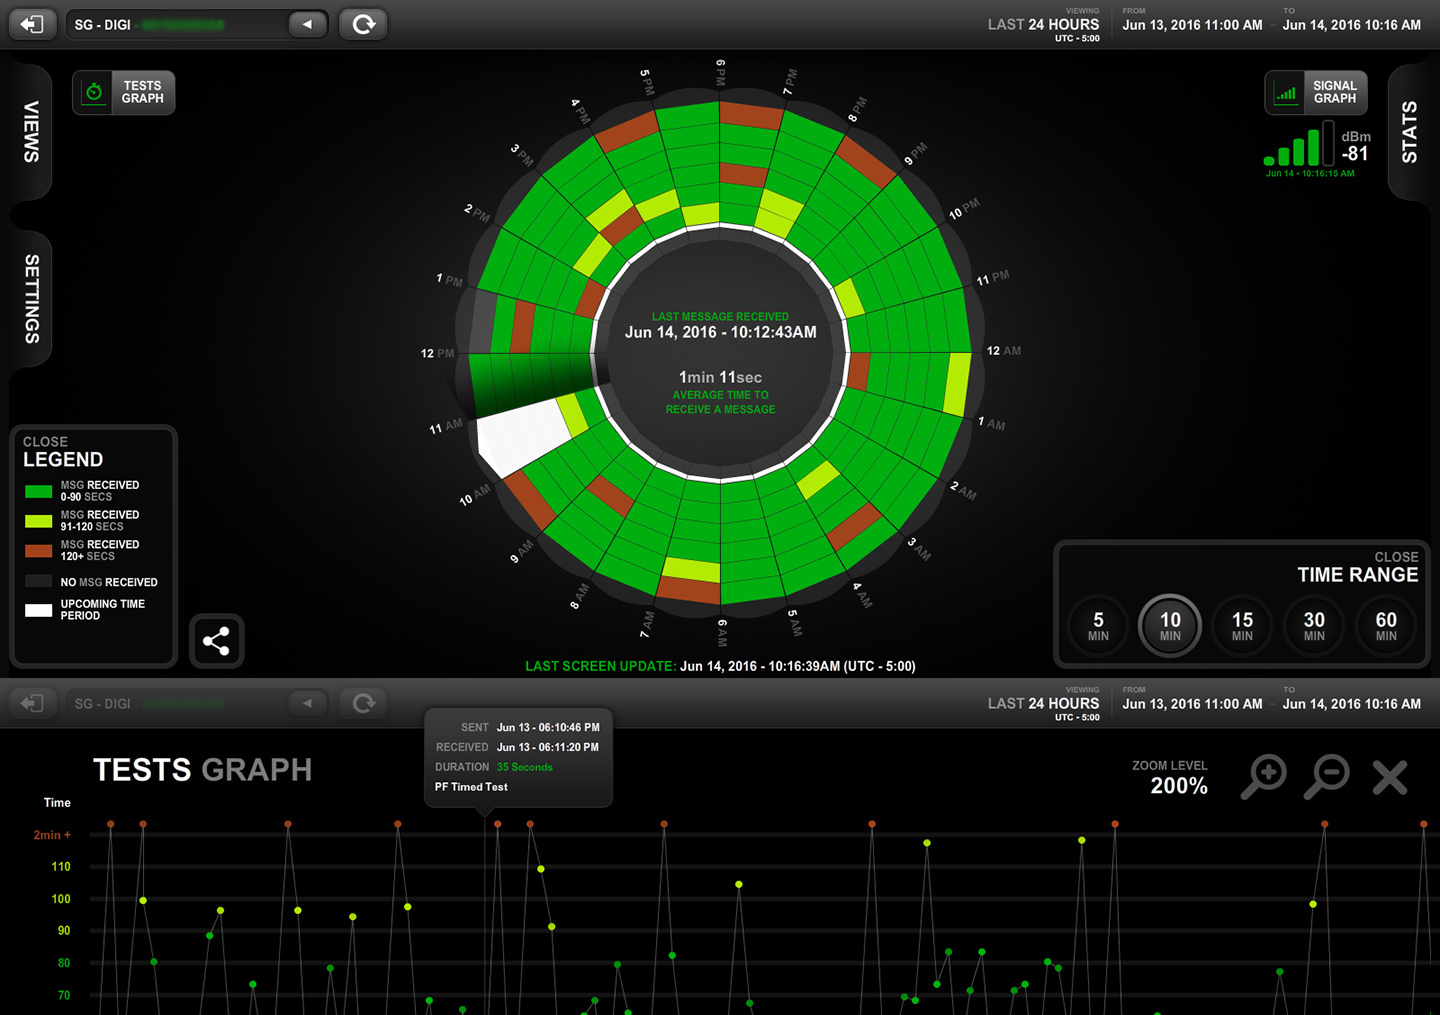 SG - DIGI -
VIEWING
LAST 24 HOURS
UTC - 5:00
FROM
Jun 13, 2016 11:00 AM
TO
Jun 14, 2016 10:16 AM
VIEWS
SETTINGS
STATS
TESTS
GRAPH
SIGNAL
GRAPH
dBm
-81
Jun 14 - 10:16:15 AM
6 PM
7 PM
8 PM
9 PM
10 PM
11 PM
12 AM
1 AM
2 AM
3 AM
4 AM
5 AM
6 AM
7 AM
8 AM
9 AM
10 AM
11 AM
12 PM
1 PM
2 PM
3 PM
4 PM
5 PM
LAST MESSAGE RECEIVED
Jun 14, 2016 - 10:12:43AM
1min 11sec
AVERAGE TIME TO
RECEIVE A MESSAGE
CLOSE
LEGEND
MSG RECEIVED
0-90 SECS
MSG RECEIVED
91-120 SECS
MSG RECEIVED
120+ SECS
NO MSG RECEIVED
UPCOMING TIME
PERIOD
CLOSE
TIME RANGE
5
MIN
10
MIN
15
MIN
30
MIN
60
MIN
LAST SCREEN UPDATE: Jun 14, 2016 - 10:16:39AM (UTC - 5:00)
SG - DIGI -
VIEWING
LAST 24 HOURS
UTC - 5:00
FROM
Jun 13, 2016 11:00 AM
TO
Jun 14, 2016 10:16 AM
SENT Jun 13 - 06:10:46 PM
RECEIVED Jun 13 - 06:11:20 PM
DURATION 35 Seconds
PF Timed Test
TESTS GRAPH
ZOOM LEVEL
200%
Time
2min +
110
100
90
80
70